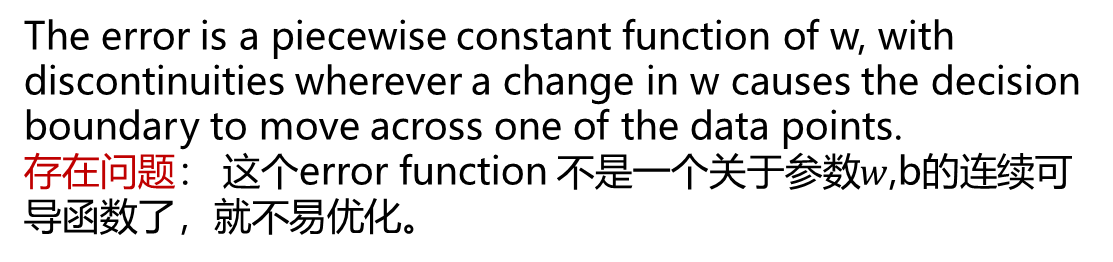 The error is a piecewise constant function of w, with
discontinuities wherever a change in w causes the decision
boundary to move across one of the data points.
存在问题： 这个error function 不是一个关于参数w,b的连续可
导函数了，就不易优化。